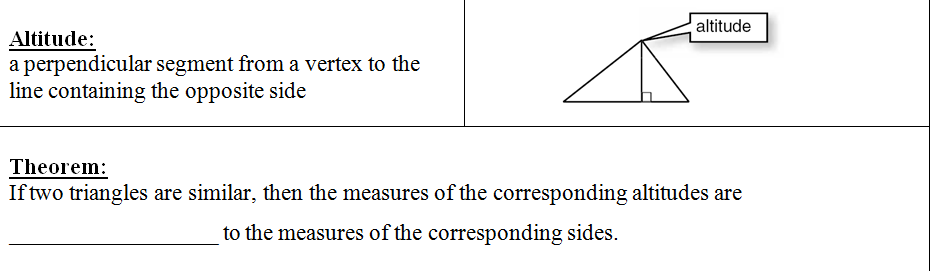 Altitude:
a perpendicular segment from a vertex to the
line containing the opposite side
altitude
Theorem:
If two triangles are similar, then the measures of the corresponding altitudes are
____________________ to the measures of the corresponding sides.